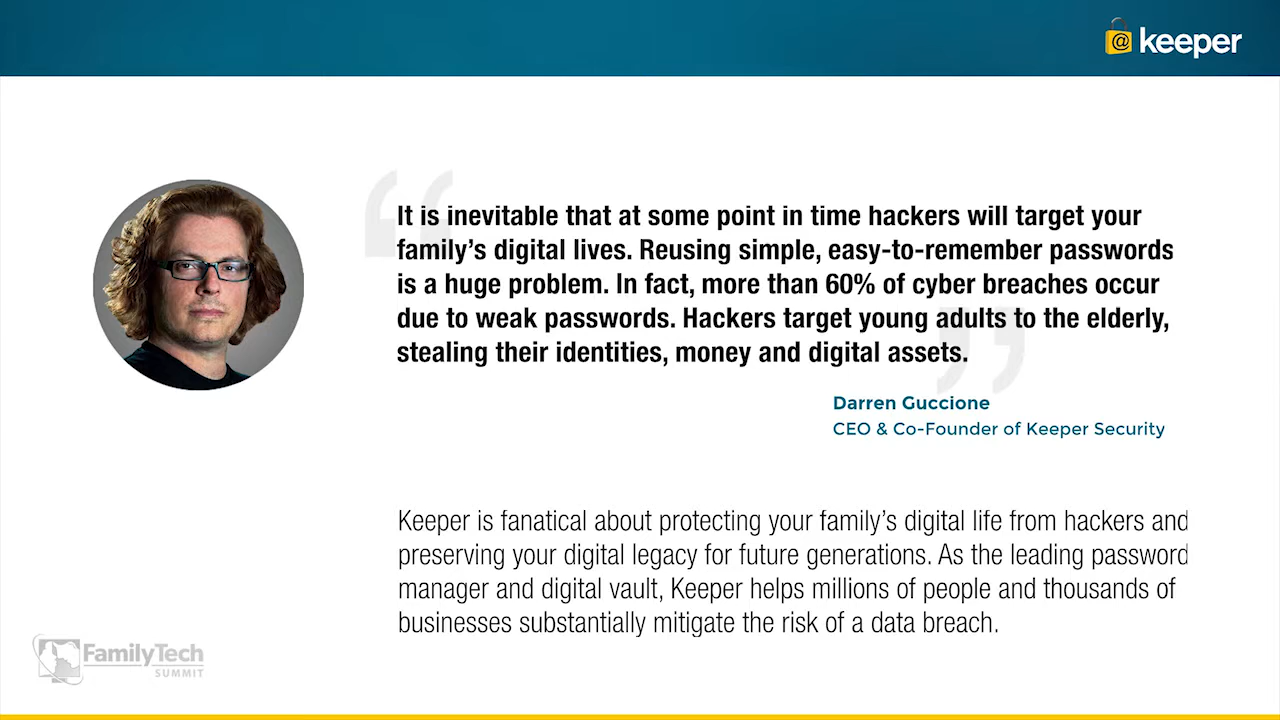 @ keeper
It is inevitable that at some point in time hackers will target your
family’s digital lives. Reusing simple, easy-to-remember passwords
is a huge problem. In fact, more than 60% of cyber breaches occur
due to weak passwords. Hackers target young adults to the elderly,
stealing their identities, money and digital assets.
Darren Guccione
CEO & Co-Founder of Keeper Security
Keeper is fanatical about protecting your family’s digital life from hackers and
preserving your digital legacy for future generations. As the leading password
manager and digital vault, Keeper helps millions of people and thousands of
businesses substantially mitigate the risk of a data breach.
FamilyTech
SUMMIT